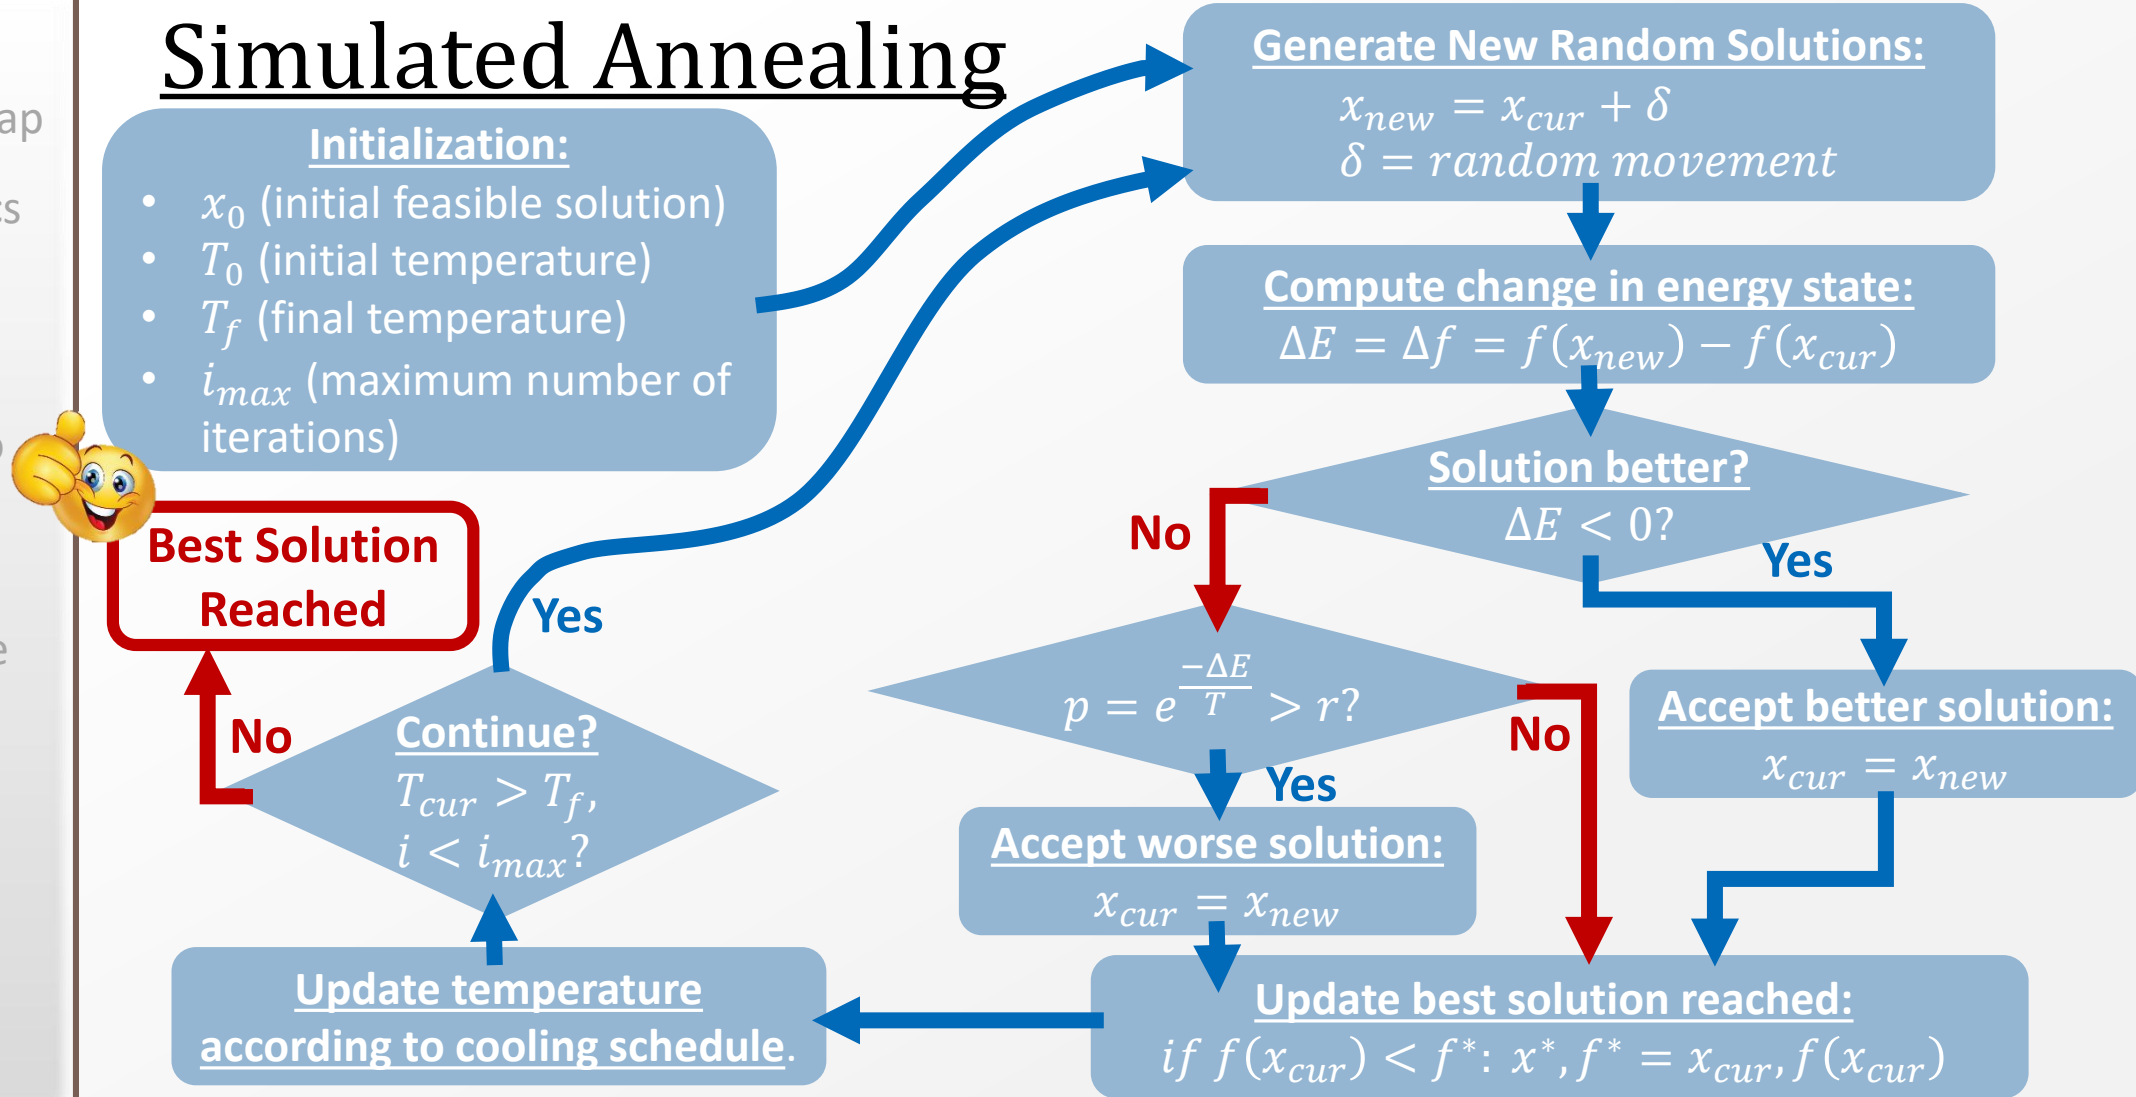 Simulated Annealing
Initialization:
• x₀ (initial feasible solution)
• T₀ (initial temperature)
• T_f (final temperature)
• i_max (maximum number of
iterations)
Generate New Random Solutions:
x_new = x_cur + δ
δ = random movement
Compute change in energy state:
ΔE = Δf = f(x_new) − f(x_cur)
Solution better?
ΔE < 0?
No
Yes
p = e^(−ΔE/T) > r?
No
Yes
Accept better solution:
x_cur = x_new
Accept worse solution:
x_cur = x_new
Update best solution reached:
if f(x_cur) < f*: x*, f* = x_cur, f(x_cur)
Update temperature
according to cooling schedule.
Continue?
T_cur > T_f,
i < i_max?
Yes
No
Best Solution
Reached
ap